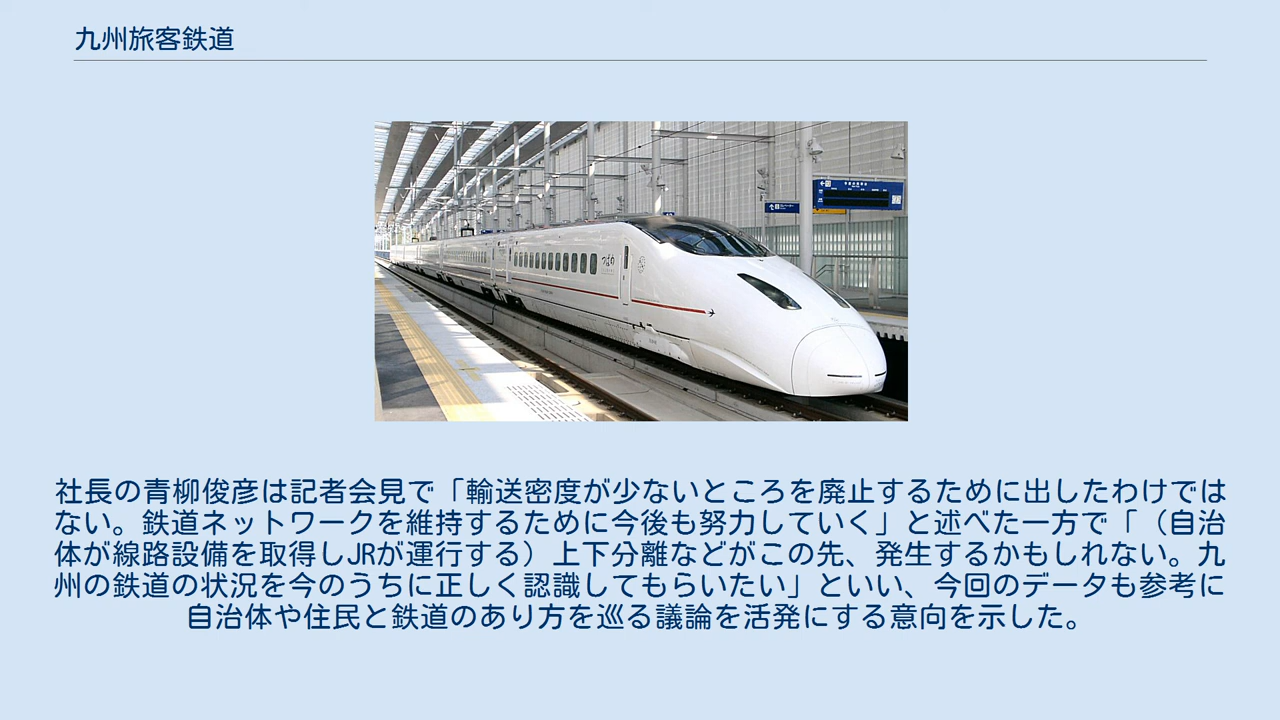 九州旅客鉄道
つばめ
社長の青柳俊彦は記者会見で「輸送密度が少ないところを廃止するために出したわけでは
ない。鉄道ネットワークを維持するために今後も努力していく」と述べた一方で「（自治
体が線路設備を取得しJRが運行する）上下分離などがこの先、発生するかもしれない。九
州の鉄道の状況を今のうちに正しく認識してもらいたい」といい、今回のデータも参考に
自治体や住民と鉄道のあり方を巡る議論を活発にする意向を示した。